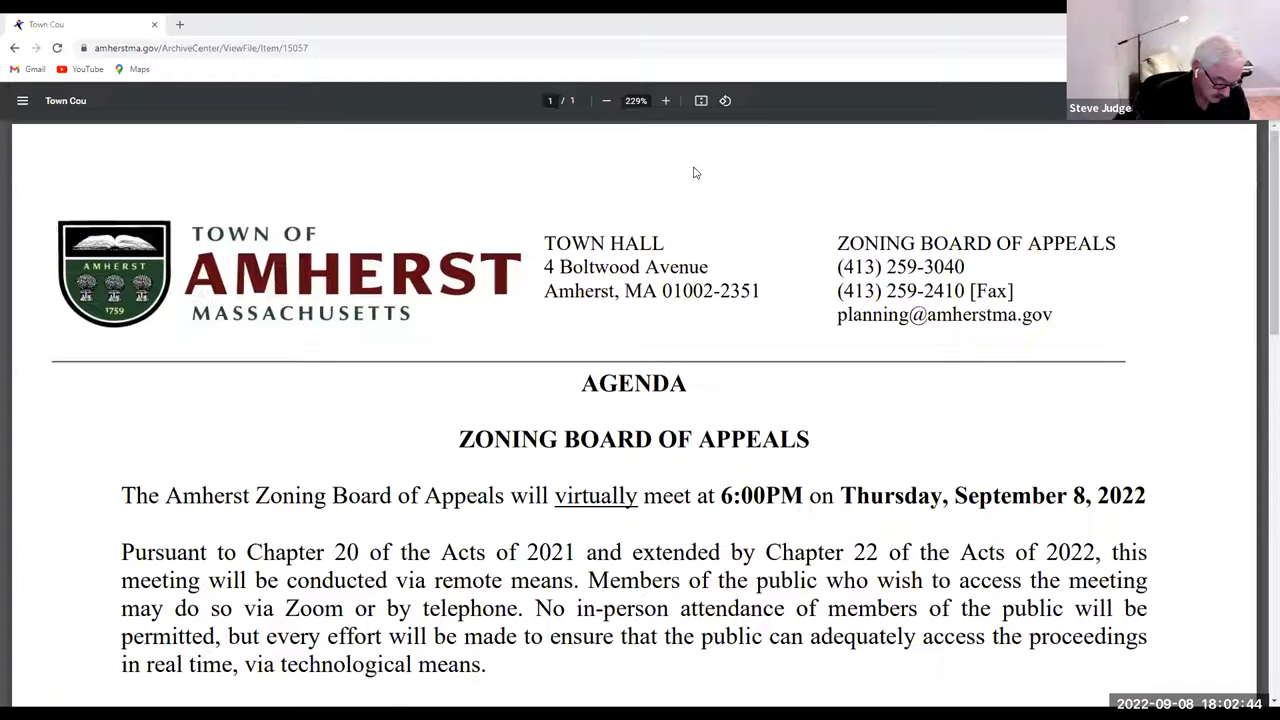 Town Cou
amherstma.gov/ArchiveCenter/ViewFile/Item/15057
Gmail YouTube Maps
Town Cou
1 / 1
229%
Steve Judge
AMHERST
1759
TOWN OF
AMHERST
MASSACHUSETTS
TOWN HALL
4 Boltwood Avenue
Amherst, MA 01002-2351
ZONING BOARD OF APPEALS
(413) 259-3040
(413) 259-2410 [Fax]
planning@amherstma.gov
AGENDA
ZONING BOARD OF APPEALS
The Amherst Zoning Board of Appeals will virtually meet at 6:00PM on Thursday, September 8, 2022
Pursuant to Chapter 20 of the Acts of 2021 and extended by Chapter 22 of the Acts of 2022, this
meeting will be conducted via remote means. Members of the public who wish to access the meeting
may do so via Zoom or by telephone. No in-person attendance of members of the public will be
permitted, but every effort will be made to ensure that the public can adequately access the proceedings
in real time, via technological means.
2022-09-08 18:02:44